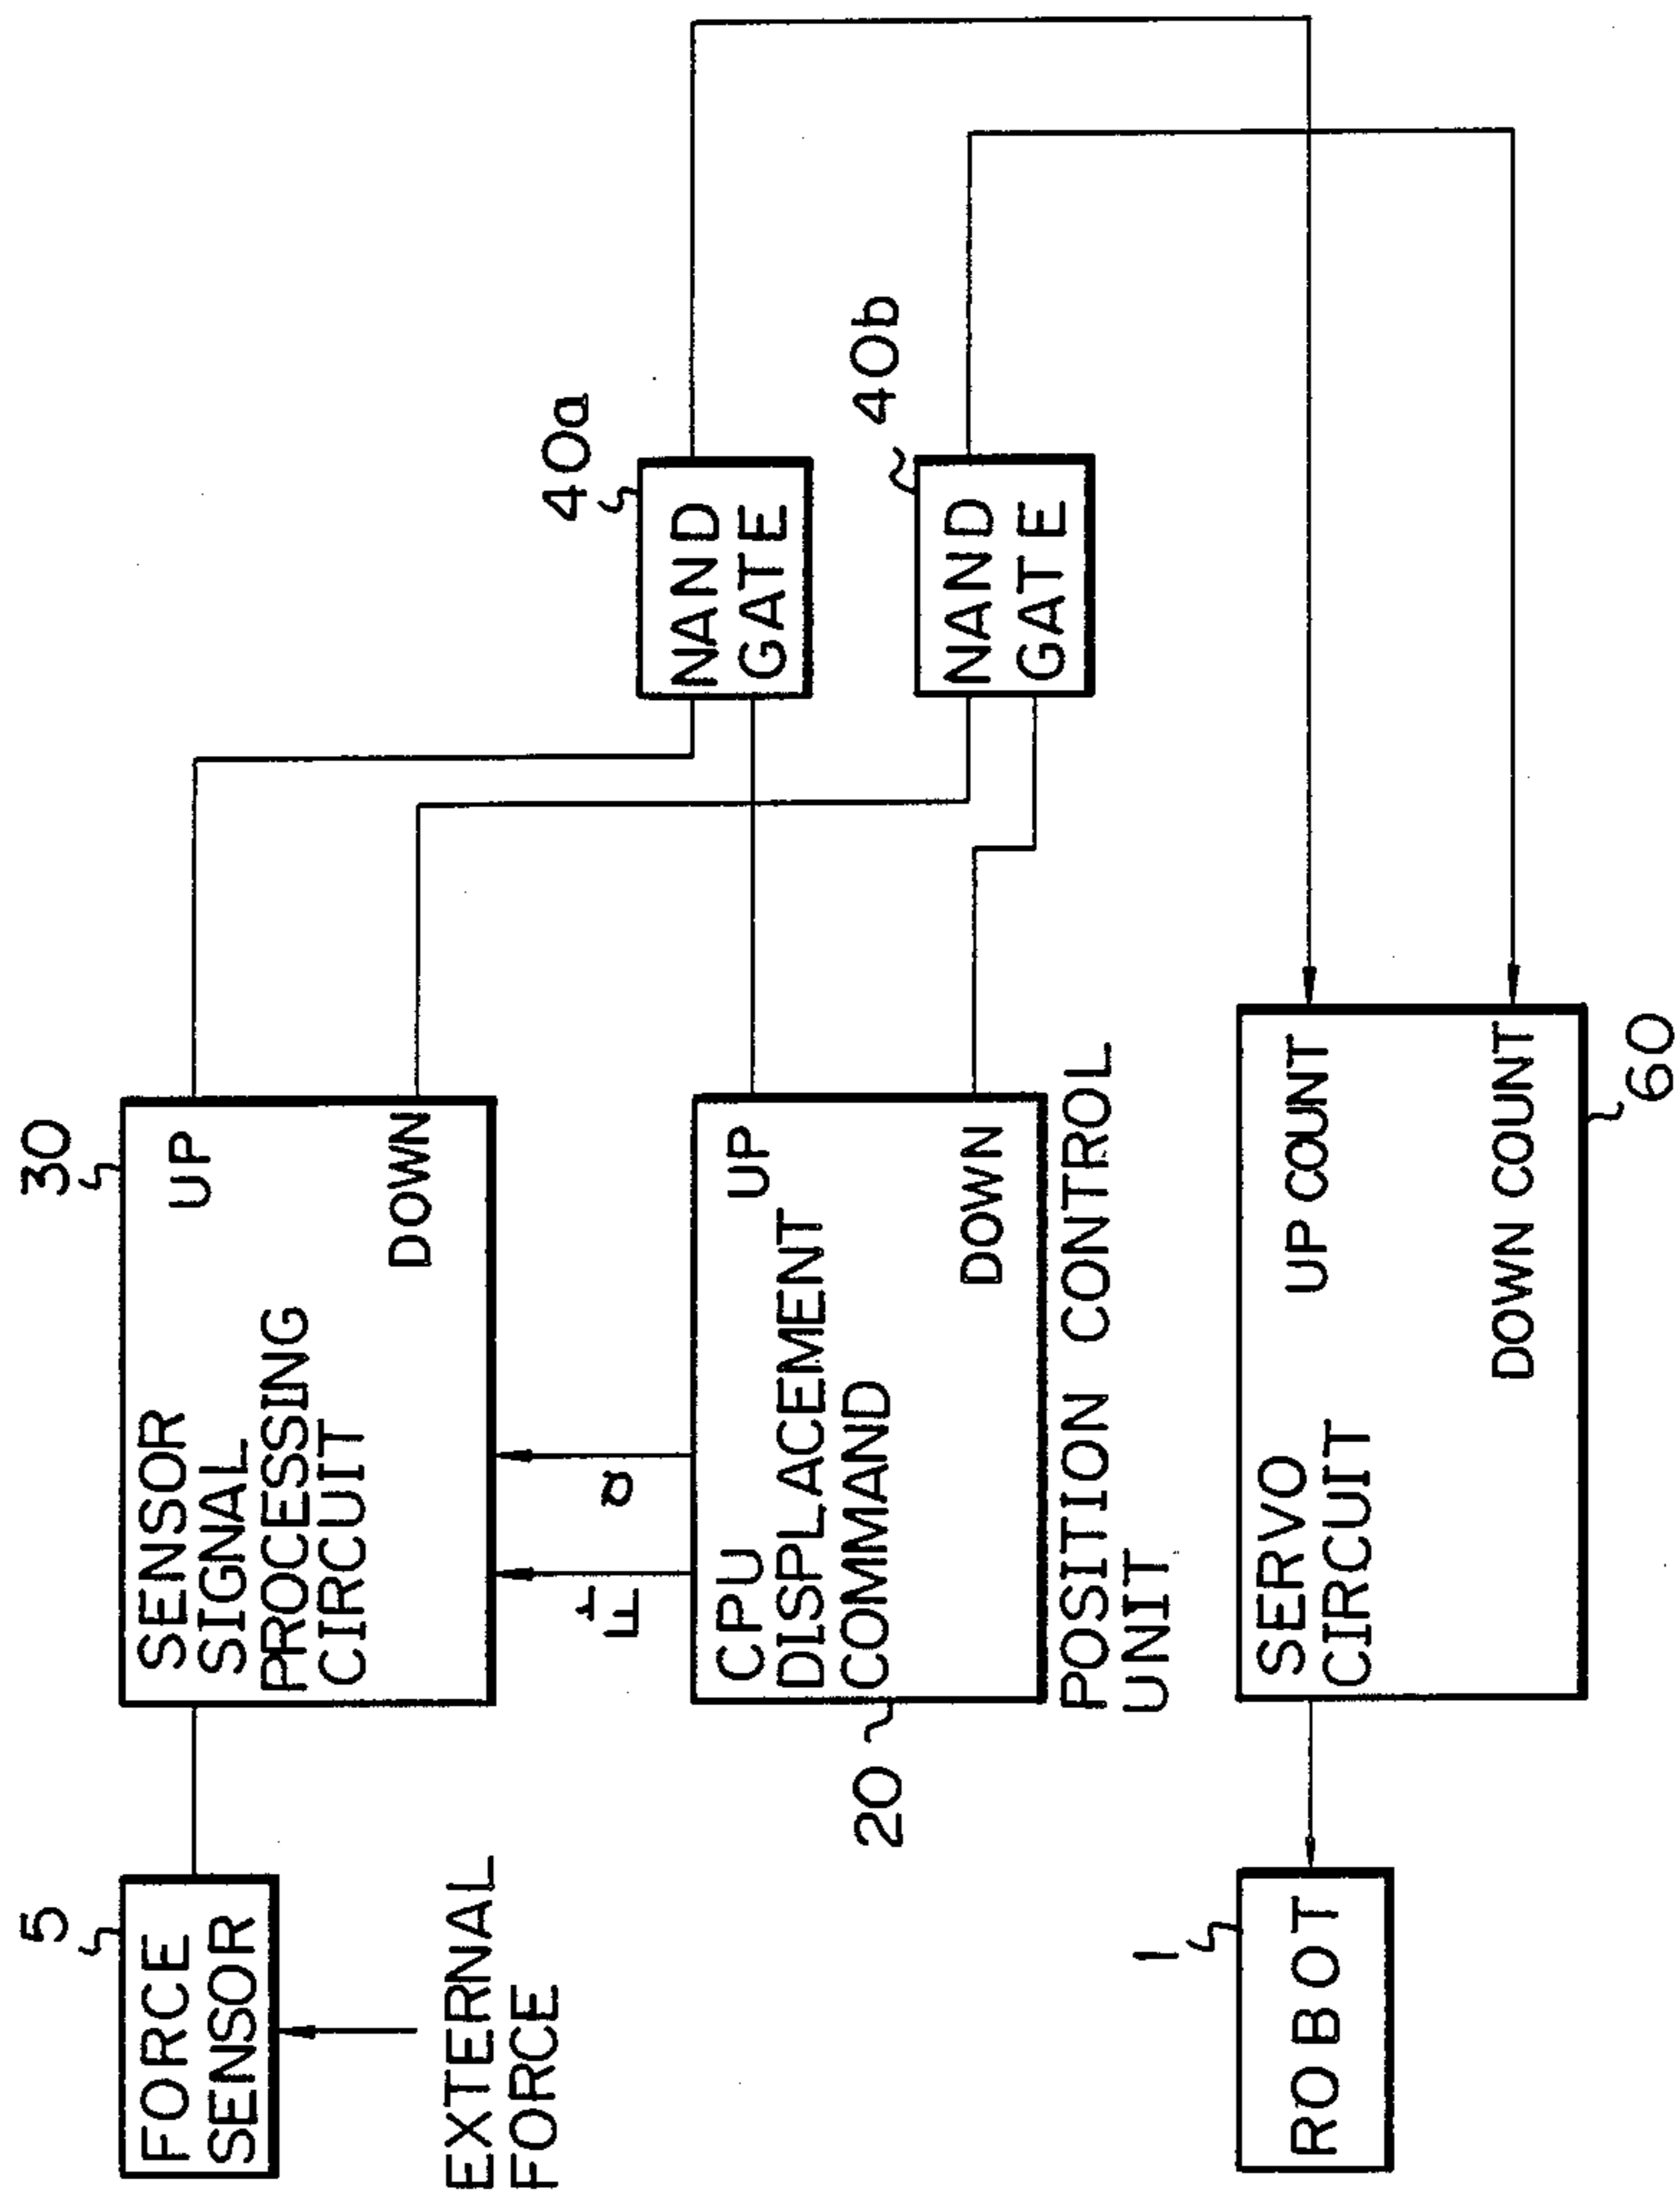 5
30
FORCE
SENSOR
SENSOR
SIGNAL
PROCESSING
CIRCUIT
UP
DOWN
EXTERNAL
FORCE
α
40a
NAND
GATE
20
CPU
DISPLACEMENT
COMMAND
UP
DOWN
POSITION CONTROL
UNIT
40b
NAND
GATE
1
ROBOT
SERVO
CIRCUIT
UP COUNT
DOWN COUNT
60